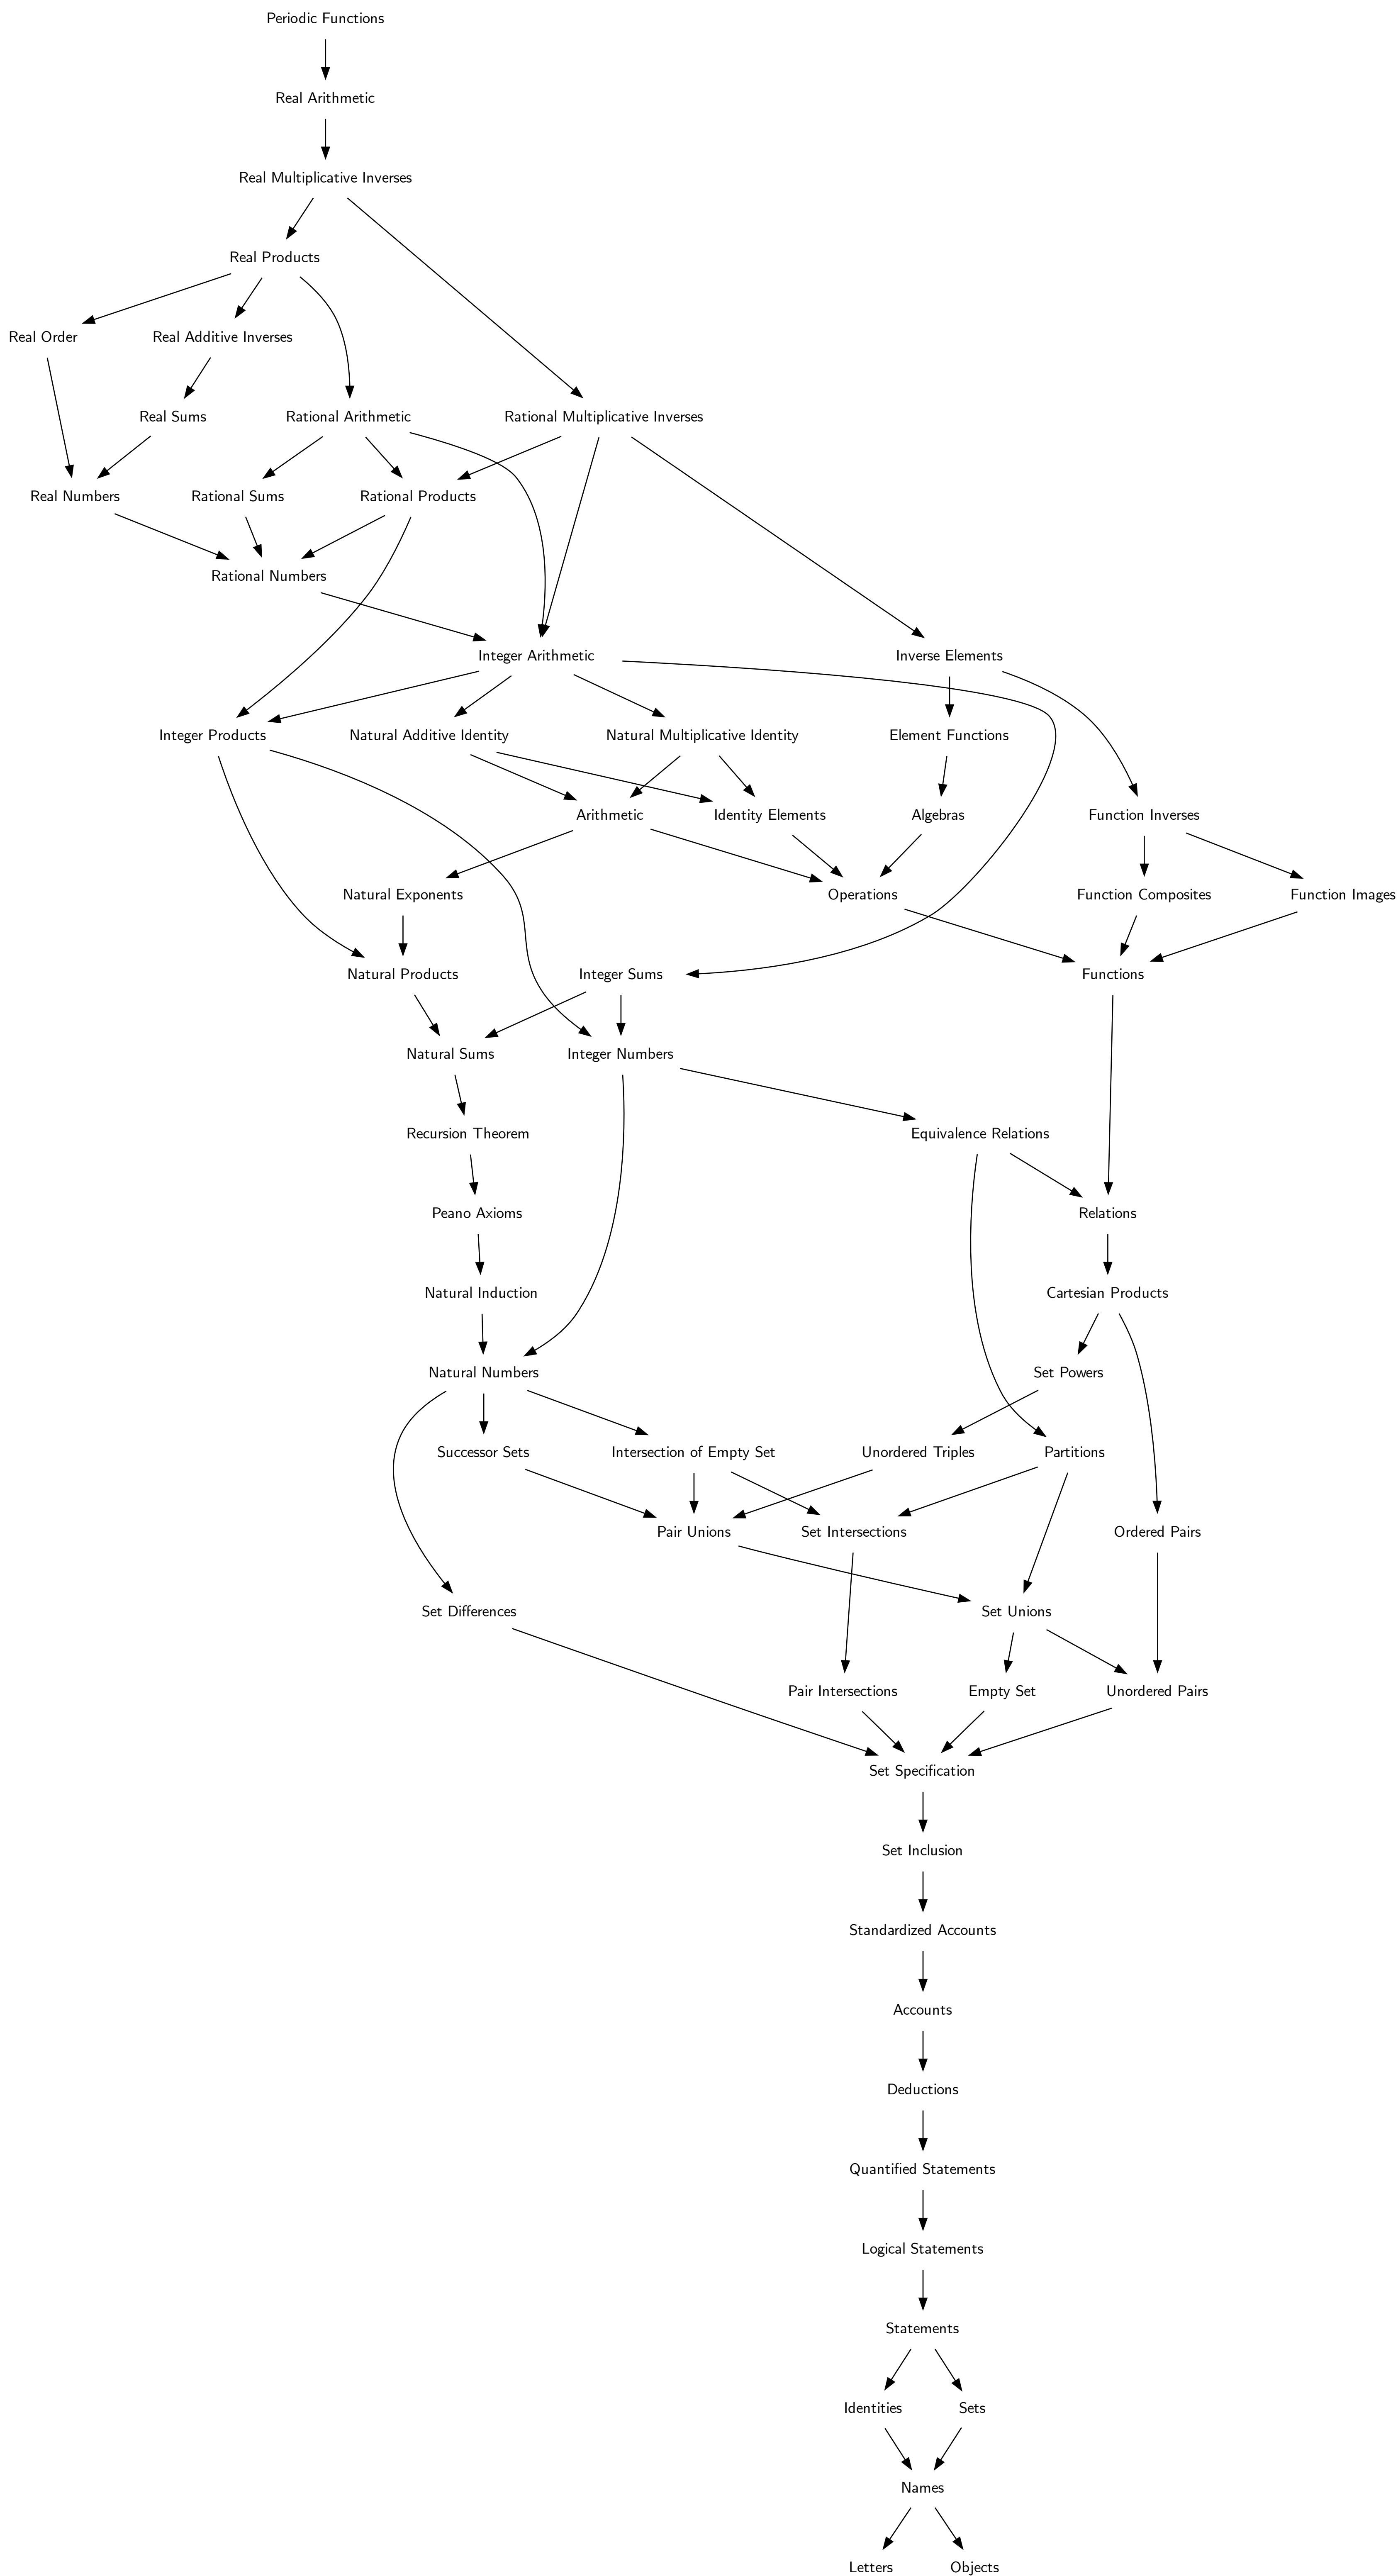 Periodic Functions
Real Arithmetic
Real Multiplicative Inverses
Real Products
Real Order
Real Additive Inverses
Real Sums
Rational Arithmetic
Rational Multiplicative Inverses
Real Numbers
Rational Sums
Rational Products
Rational Numbers
Integer Arithmetic
Inverse Elements
Integer Products
Natural Additive Identity
Natural Multiplicative Identity
Element Functions
Arithmetic
Identity Elements
Algebras
Function Inverses
Natural Exponents
Operations
Function Composites
Function Images
Natural Products
Integer Sums
Functions
Natural Sums
Integer Numbers
Recursion Theorem
Equivalence Relations
Peano Axioms
Relations
Natural Induction
Cartesian Products
Natural Numbers
Set Powers
Successor Sets
Intersection of Empty Set
Unordered Triples
Partitions
Pair Unions
Set Intersections
Ordered Pairs
Set Differences
Set Unions
Pair Intersections
Empty Set
Unordered Pairs
Set Specification
Set Inclusion
Standardized Accounts
Accounts
Deductions
Quantified Statements
Logical Statements
Statements
Identities
Sets
Names
Letters
Objects